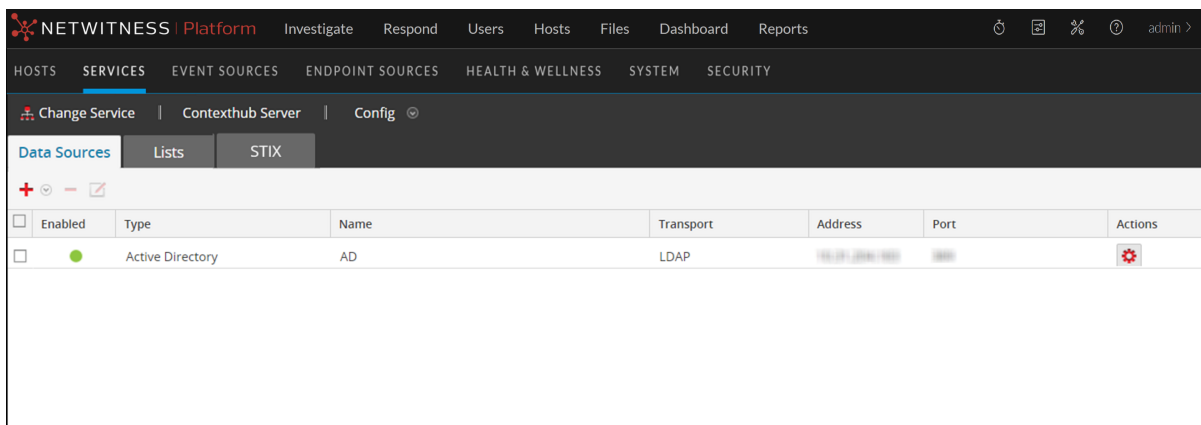 NETWITNESS | Platform Investigate Respond Users Hosts Files Dashboard Reports admin >
HOSTS SERVICES EVENT SOURCES ENDPOINT SOURCES HEALTH & WELLNESS SYSTEM SECURITY
Change Service | Contexthub Server | Config
Data Sources Lists STIX
Enabled Type Name Transport Address Port Actions
Active Directory AD LDAP